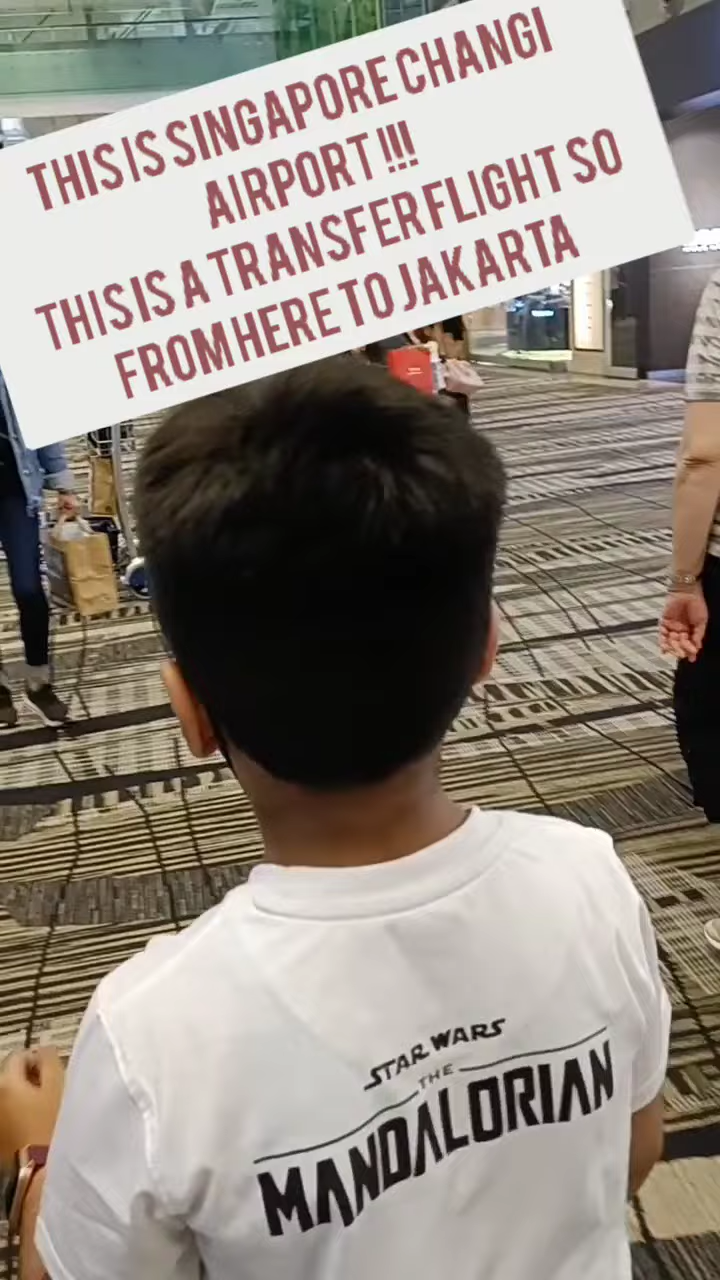 THIS IS SINGAPORE CHANGI
AIRPORT !!!
THIS IS A TRANSFER FLIGHT SO
FROM HERE TO JAKARTA
STAR WARS
THE
MANDALORIAN